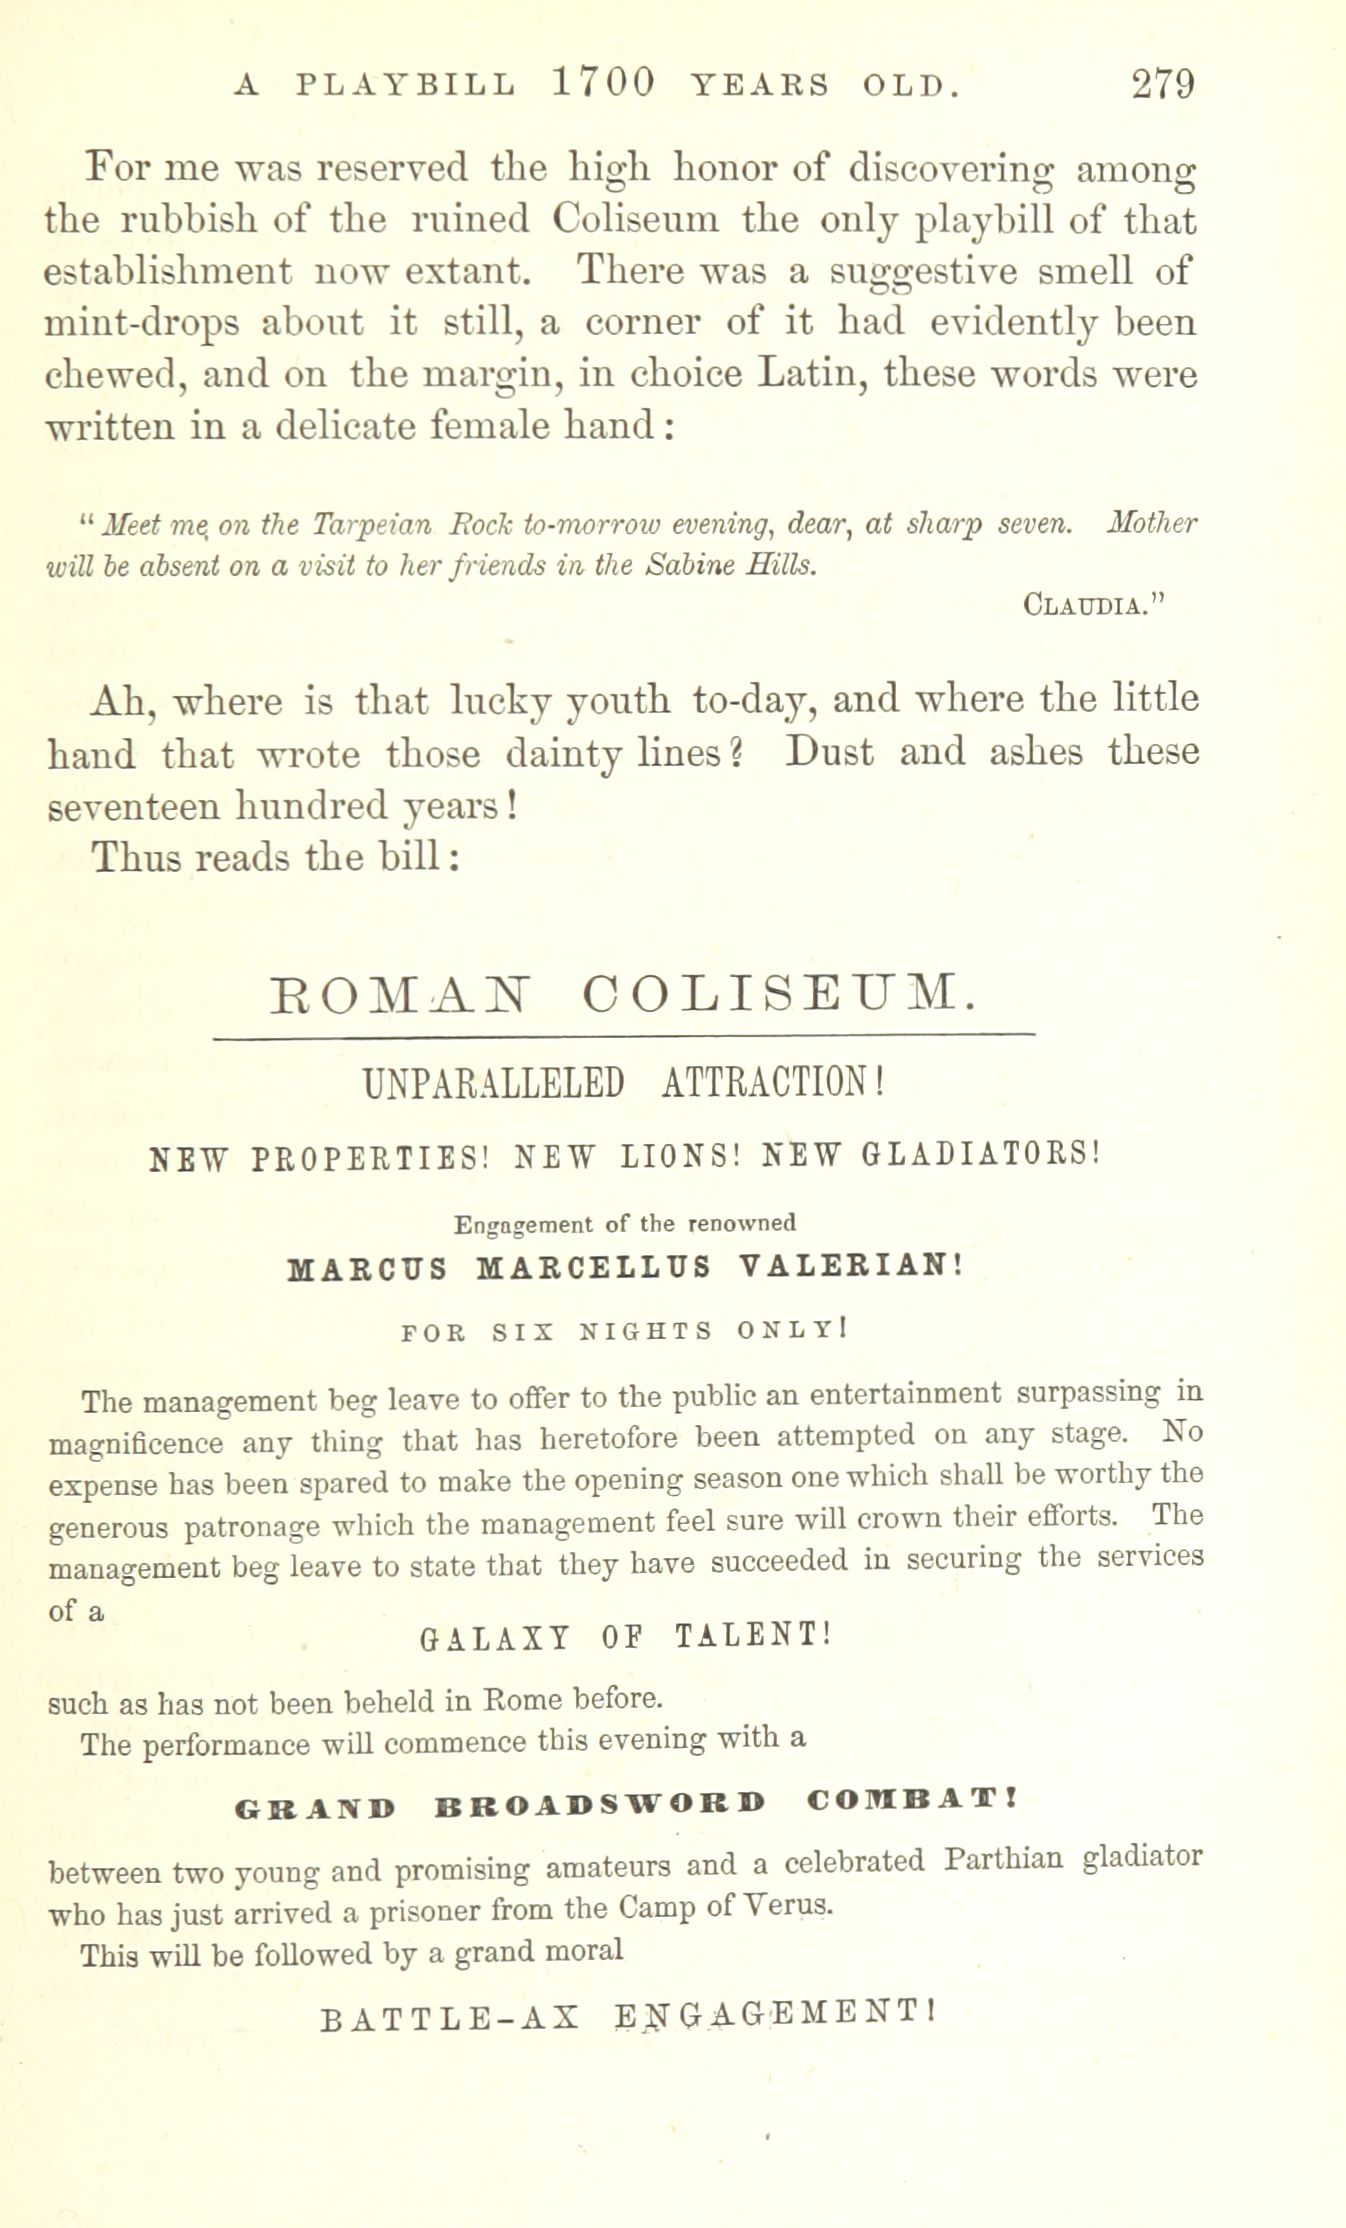 A PLAYBILL 1700 YEARS OLD. 279
For me was reserved the high honor of discovering among
the rubbish of the ruined Coliseum the only playbill of that
establishment now extant. There was a suggestive smell of
mint-drops about it still, a corner of it had evidently been
chewed, and on the margin, in choice Latin, these words were
written in a delicate female hand:
"Meet me on the Tarpeian Rock to-morrow evening, dear, at sharp seven. Mother
will be absent on a visit to her friends in the Sabine Hills.
CLAUDIA."
Ah, where is that lucky youth to-day, and where the little
hand that wrote those dainty lines? Dust and ashes these
seventeen hundred years!
Thus reads the bill:
ROMAN COLISEUM.
UNPARALLELED ATTRACTION!
NEW PROPERTIES! NEW LIONS! NEW GLADIATORS!
Engagement of the renowned
MARCUS MARCELLUS VALERIAN!
FOR SIX NIGHTS ONLY!
The management beg leave to offer to the public an entertainment surpassing in
magnificence any thing that has heretofore been attempted on any stage. No
expense has been spared to make the opening season one which shall be worthy the
generous patronage which the management feel sure will crown their efforts. The
management beg leave to state that they have succeeded in securing the services
of a
GALAXY OF TALENT!
such as has not been beheld in Rome before.
The performance will commence this evening with a
GRAND BROADSWORD COMBAT!
between two young and promising amateurs and a celebrated Parthian gladiator
who has just arrived a prisoner from the Camp of Verus.
This will be followed by a grand moral
BATTLE-AX ENGAGEMENT!